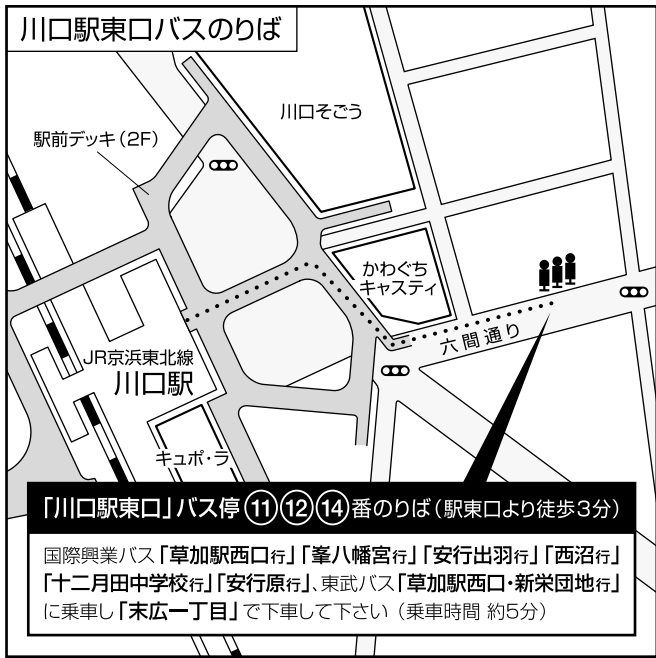 川口駅東口バスのりば
川口そごう
駅前デッキ(2F)
かわぐち
キャスティ
六間通り
JR京浜東北線
川口駅
キュポ・ラ
「川口駅東口」バス停⑪⑫⑭番のりば(駅東口より徒歩3分)
国際興業バス「草加駅西口行」「峯八幡宮行」「安行出羽行」「西沼行」
「十二月田中学校行」「安行原行」、東武バス「草加駅西口・新栄団地行」
に乗車し「末広一丁目」で下車して下さい(乗車時間 約5分)